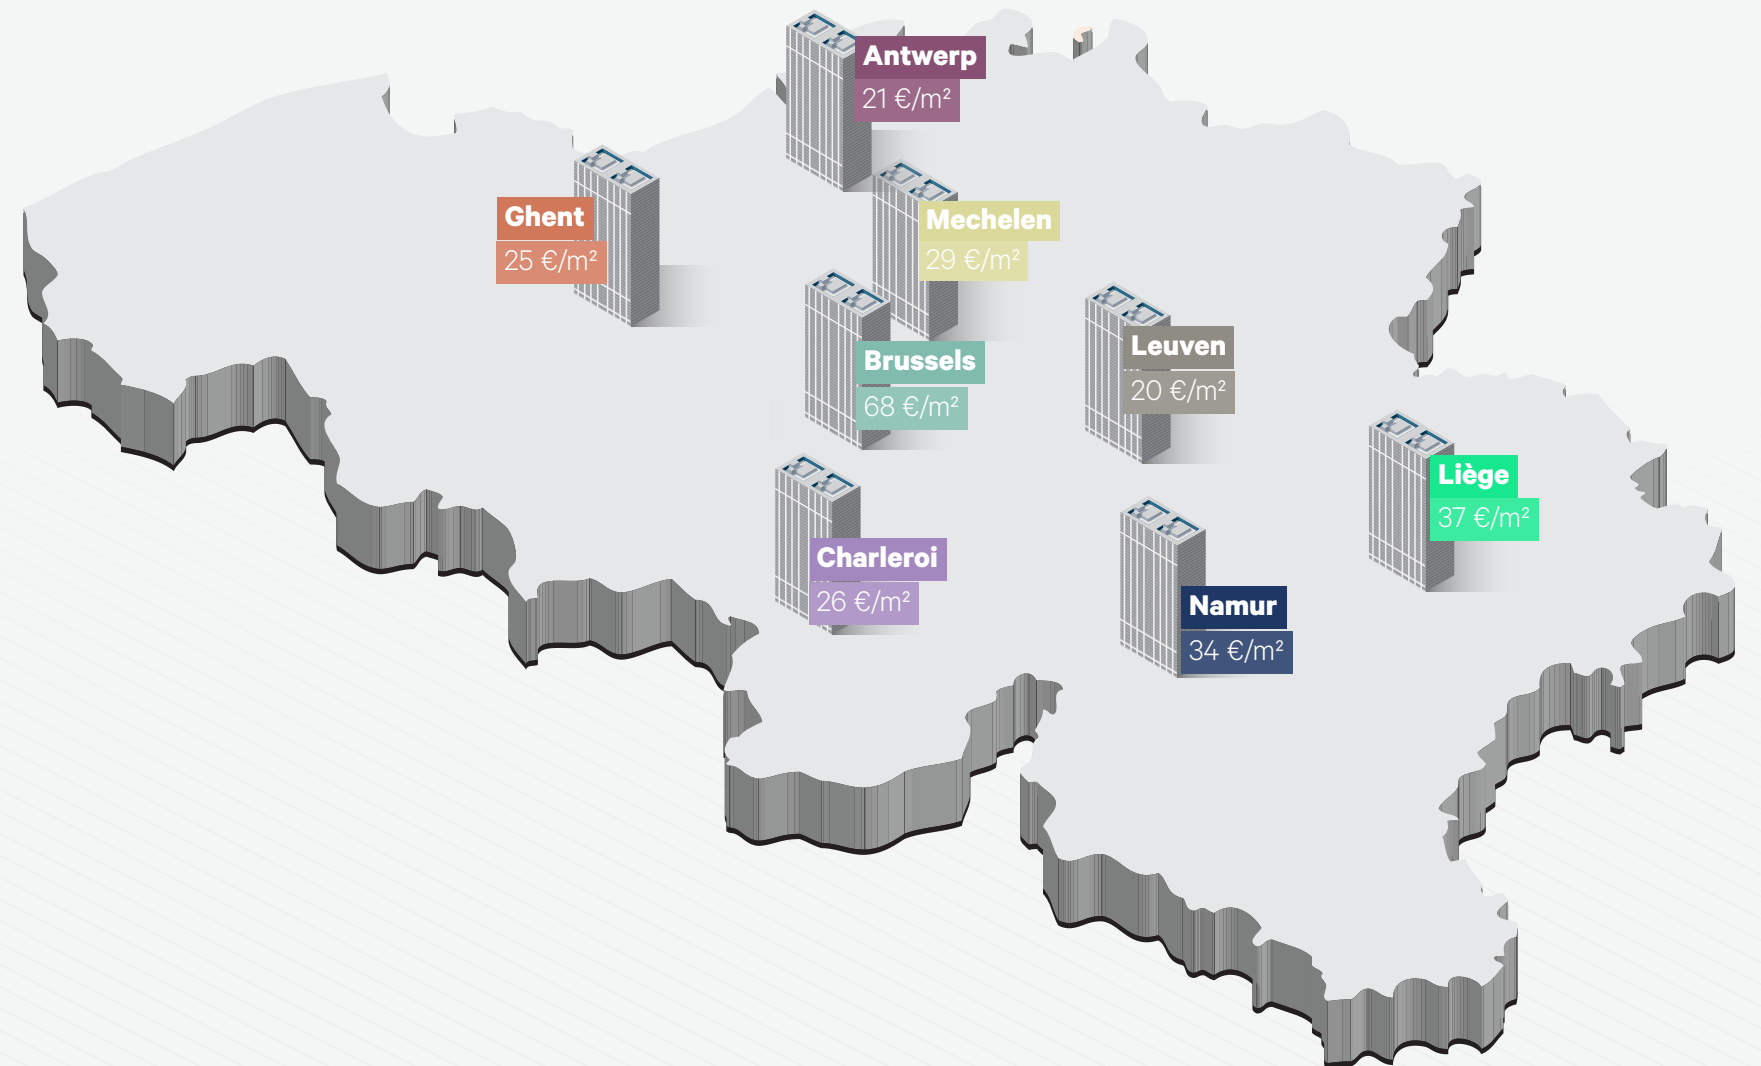 Antwerp
21 €/m²
Ghent
25 €/m²
Mechelen
29 €/m²
Brussels
68 €/m²
Leuven
20 €/m²
Liège
37 €/m²
Charleroi
26 €/m²
Namur
34 €/m²